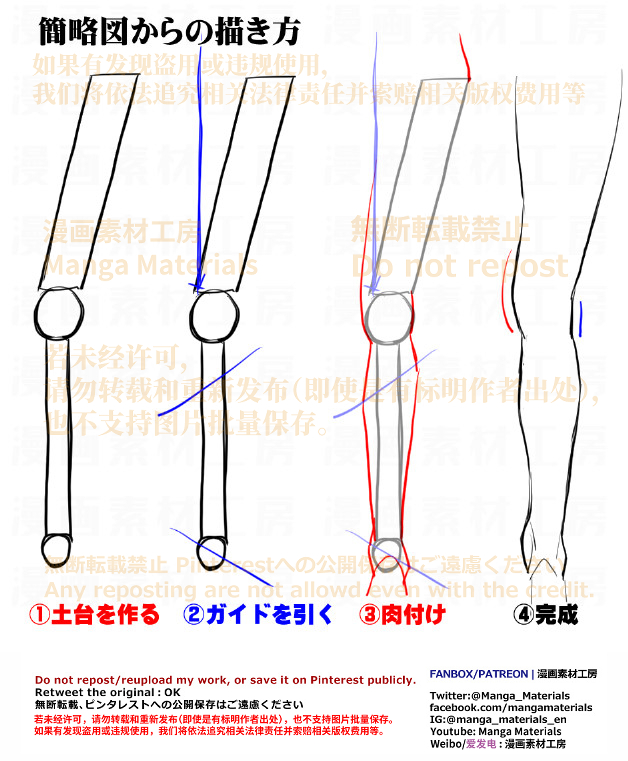 簡略図からの描き方
如果有发现盗用或违规使用,
我们将依法追究相关法律责任并索赔相关版权费用等
漫画素材工房
漫画素材工房
Manga Materials
無断転載禁止
Do not repost
若未经许可,
请勿转载和重新发布(即使是有标明作者出处),
也不支持图片批量保存。
無断転載禁止 Pinterestへの公開保存はご遠慮ください
Any reposting are not allowd even with the credit.
①土台を作る
②ガイドを引く
③肉付け
④完成
Do not repost/reupload my work, or save it on Pinterest publicly.
Retweet the original : OK
無断転載、ピンタレストへの公開保存はご遠慮ください
若未经许可，请勿转载和重新发布(即使是有标明作者出处)，也不支持图片批量保存。
如果有发现盗用或违规使用，我们将依法追究相关法律责任并索赔相关版权费用等。
FANBOX/PATREON | 漫画素材工房
Twitter:@Manga_Materials
facebook.com/mangamaterials
IG:@manga_materials_en
Youtube: Manga Materials
Weibo/爱发电 : 漫画素材工房